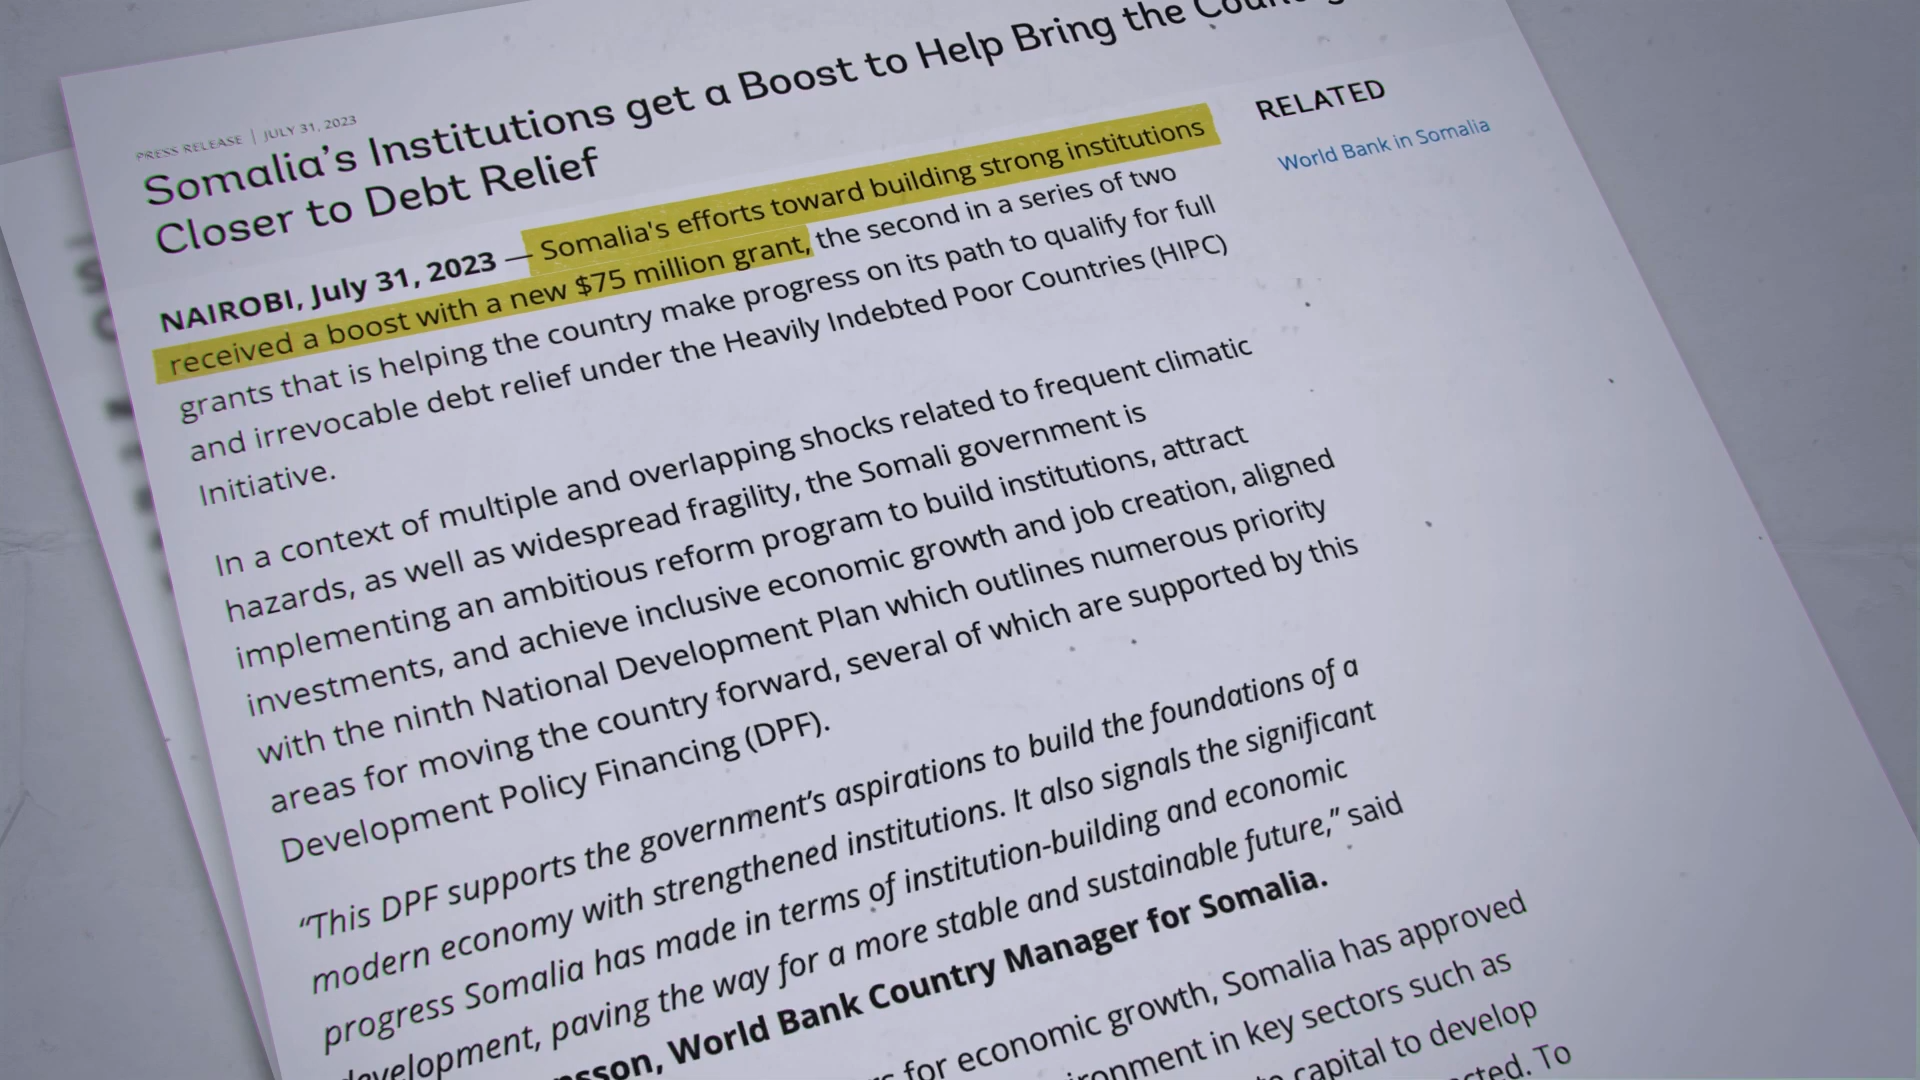 PRESS RELEASE | JULY 31, 2023
Somalia's Institutions get a Boost to Help Bring the
Closer to Debt Relief
NAIROBI, July 31, 2023 — Somalia's efforts toward building strong institutions
received a boost with a new $75 million grant, the second in a series of two
grants that is helping the country make progress on its path to qualify for full
and irrevocable debt relief under the Heavily Indebted Poor Countries (HIPC)
Initiative.
In a context of multiple and overlapping shocks related to frequent climatic
hazards, as well as widespread fragility, the Somali government is
implementing an ambitious reform program to build institutions, attract
investments, and achieve inclusive economic growth and job creation, aligned
with the ninth National Development Plan which outlines numerous priority
areas for moving the country forward, several of which are supported by this
Development Policy Financing (DPF).
“This DPF supports the government’s aspirations to build the foundations of a
modern economy with strengthened institutions. It also signals the significant
progress Somalia has made in terms of institution-building and economic
development, paving the way for a more stable and sustainable future,” said
World Bank Country Manager for Somalia.
for economic growth, Somalia has approved
in key sectors such as
capital to develop
To
RELATED
World Bank in Somalia